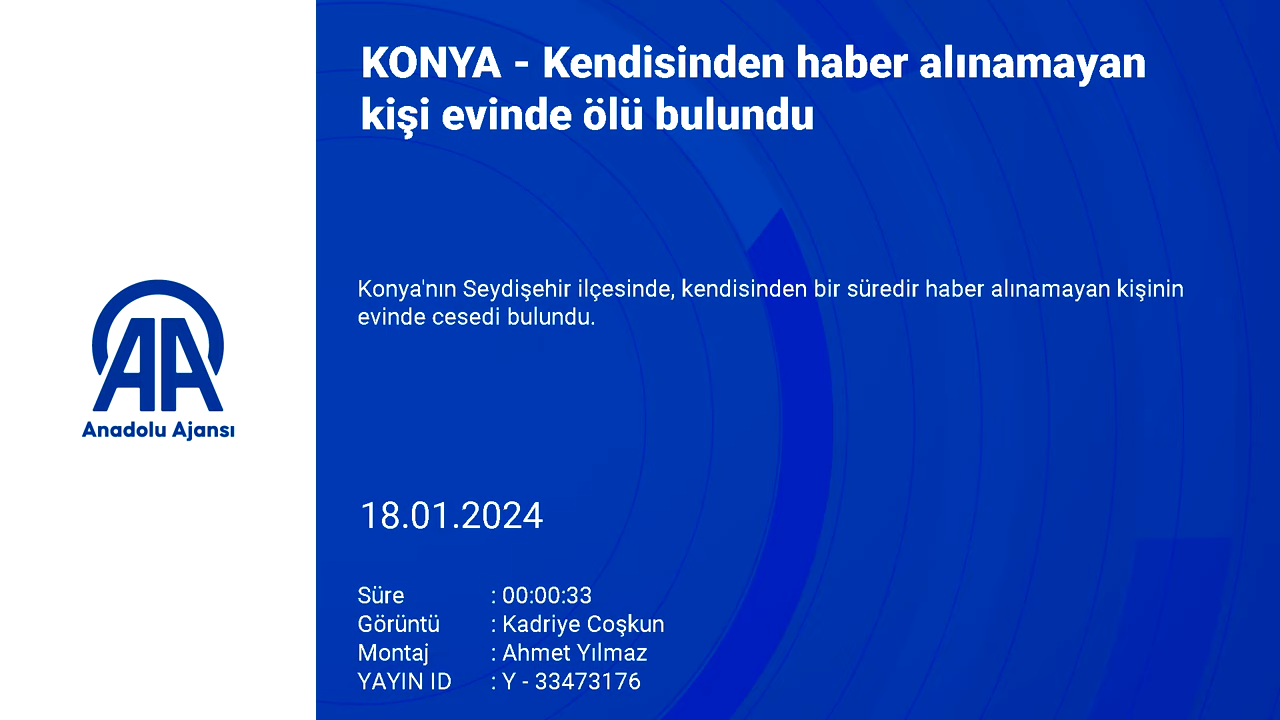 KONYA - Kendisinden haber alınamayan
kişi evinde ölü bulundu
Konya'nın Seydişehir ilçesinde, kendisinden bir süredir haber alınamayan kişinin
evinde cesedi bulundu.
AA
Anadolu Ajansı
18.01.2024
Süre : 00:00:33
Görüntü : Kadriye Coşkun
Montaj : Ahmet Yılmaz
YAYIN ID : Y - 33473176